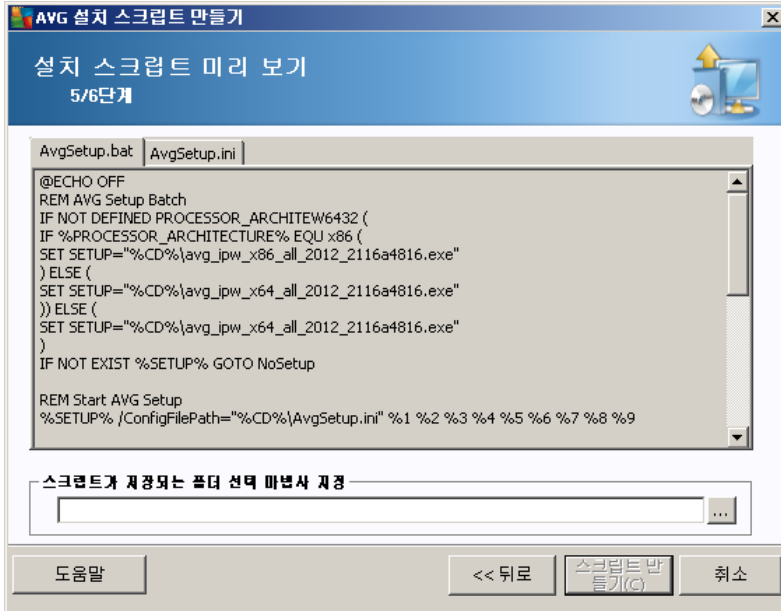 AVG 설치 스크립트 만들기
설치 스크립트 미리 보기
5/6단계
AvgSetup.bat
AvgSetup.ini
@ECHO OFF
REM AVG Setup Batch
IF NOT DEFINED PROCESSOR_ARCHITEW6432 (
IF %PROCESSOR_ARCHITECTURE% EQU x86 (
SET SETUP="%CD%\avg_ipw_x86_all_2012_2116a4816.exe"
) ELSE (
SET SETUP="%CD%\avg_ipw_x64_all_2012_2116a4816.exe"
)) ELSE (
SET SETUP="%CD%\avg_ipw_x64_all_2012_2116a4816.exe"
)
IF NOT EXIST %SETUP% GOTO NoSetup
REM Start AVG Setup
%SETUP% /ConfigFilePath="%CD%\AvgSetup.ini" %1 %2 %3 %4 %5 %6 %7 %8 %9
스크립트가 저장되는 폴더 선택 마법사 지정
...
도움말
<< 뒤로
스크립트 만
들기(C)
취소